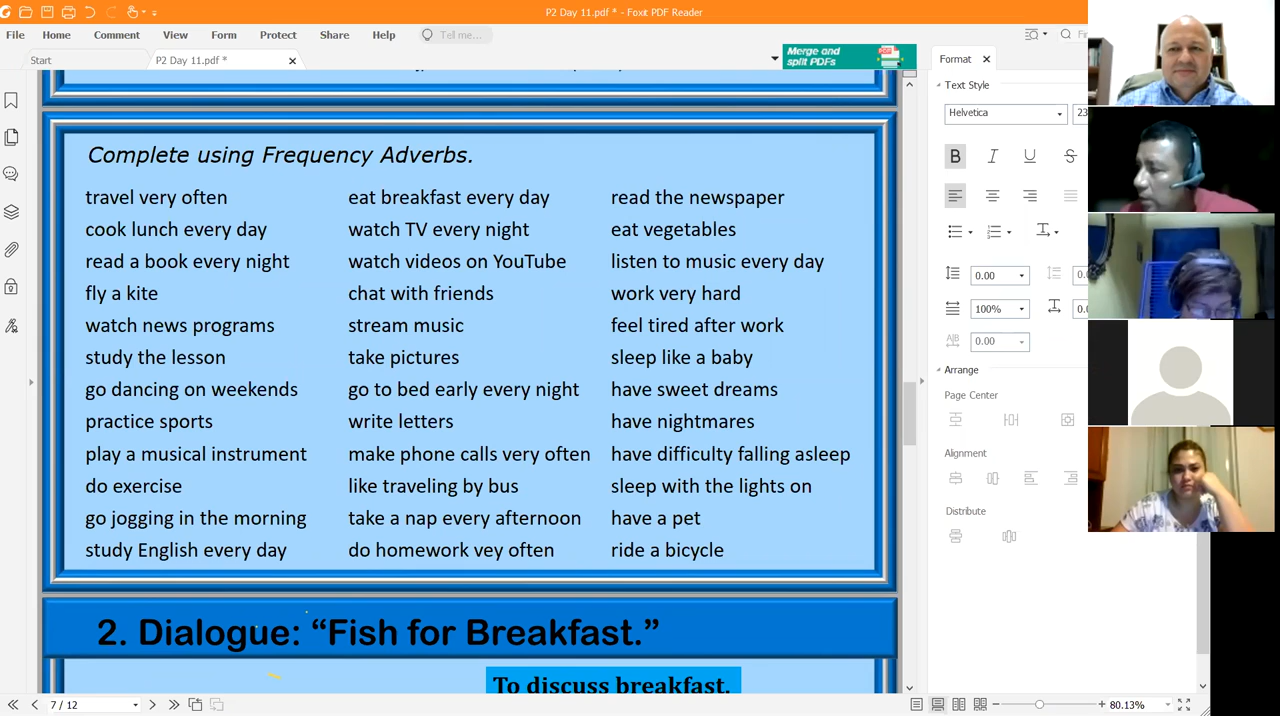 P2 Day 11.pdf * - Foxit PDF Reader
File Home Comment View Form Protect Share Help Tell me...
Start
P2 Day 11.pdf *
Merge and split PDFs
Complete using Frequency Adverbs.
travel very often
cook lunch every day
read a book every night
fly a kite
watch news programs
study the lesson
go dancing on weekends
practice sports
play a musical instrument
do exercise
go jogging in the morning
study English every day
eat breakfast every day
watch TV every night
watch videos on YouTube
chat with friends
stream music
take pictures
go to bed early every night
write letters
make phone calls very often
like traveling by bus
take a nap every afternoon
do homework vey often
read the newspaper
eat vegetables
listen to music every day
work very hard
feel tired after work
sleep like a baby
have sweet dreams
have nightmares
have difficulty falling asleep
sleep with the lights on
have a pet
ride a bicycle
2. Dialogue: “Fish for Breakfast.”
To discuss breakfast.
Format
Text Style
Helvetica
23
B I U S
0.00
100%
0.00
Arrange
Page Center
Alignment
Distribute
7 / 12
80.13%